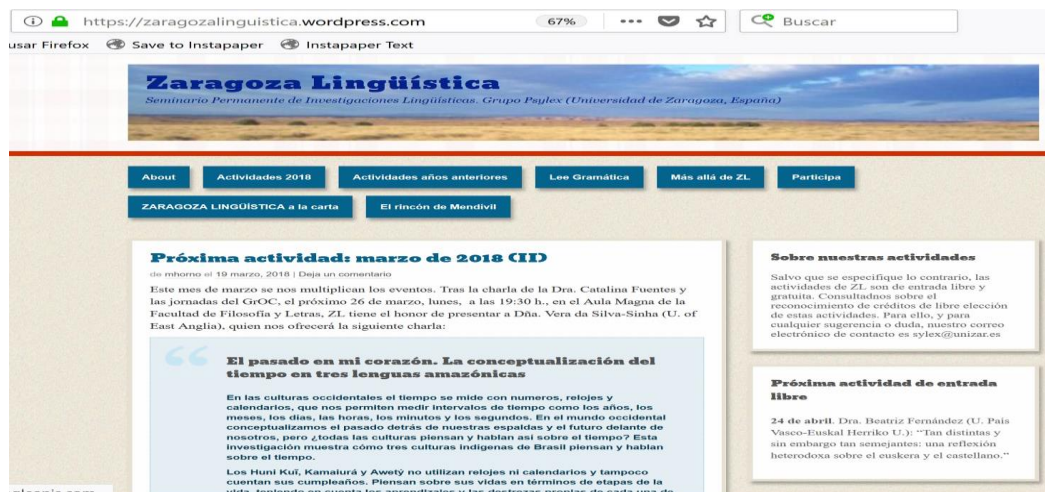 https://zaragozalinguistica.wordpress.com
67%
Buscar
usar Firefox
Save to Instapaper
Instapaper Text
Zaragoza Lingüística
Seminario Permanente de Investigaciones Lingüísticas. Grupo Psylex (Universidad de Zaragoza, España)
About
Actividades 2018
Actividades años anteriores
Lee Gramática
Más allá de ZL
Participa
ZARAGOZA LINGÜÍSTICA a la carta
El rincón de Mendívil
Próxima actividad: marzo de 2018 (II)
de mhorno el 19 marzo, 2018 | Deja un comentario
Este mes de marzo se nos multiplican los eventos. Tras la charla de la Dra. Catalina Fuentes y
las jornadas del GrOC, el próximo 26 de marzo, lunes, a las 19:30 h., en el Aula Magna de la
Facultad de Filosofía y Letras, ZL tiene el honor de presentar a Dña. Vera da Silva-Sinha (U. of
East Anglia), quien nos ofrecerá la siguiente charla:
El pasado en mi corazón. La conceptualización del
tiempo en tres lenguas amazónicas
En las culturas occidentales el tiempo se mide con numeros, relojes y
calendarios, que nos permiten medir intervalos de tiempo como los años, los
meses, los días, las horas, los minutos y los segundos. En el mundo occidental
conceptualizamos el pasado detrás de nuestras espaldas y el futuro delante de
nosotros, pero ¿todas las culturas piensan y hablan asi sobre el tiempo? Esta
investigación muestra cómo tres culturas indígenas de Brasil piensan y hablan
sobre el tiempo.
Los Huni Kuĩ, Kamaiurá y Awetý no utilizan relojes ni calendarios y tampoco
cuentan sus cumpleaños. Piensan sobre sus vidas en términos de etapas de la
vida, teniendo en cuenta los aprendizajes y las destrezas propias de cada una de
Sobre nuestras actividades
Salvo que se especifique lo contrario, las
actividades de ZL son de entrada libre y
gratuita. Consultadnos sobre el
reconocimiento de créditos de libre elección
de estas actividades. Para ello, y para
cualquier sugerencia o duda, nuestro correo
electrónico de contacto es sylex@unizar.es
Próxima actividad de entrada
libre
24 de abril. Dra. Beatriz Fernández (U. Pais
Vasco-Euskal Herriko U.): "Tan distintas y
sin embargo tan semejantes: una reflexión
heterodoxa sobre el euskera y el castellano."